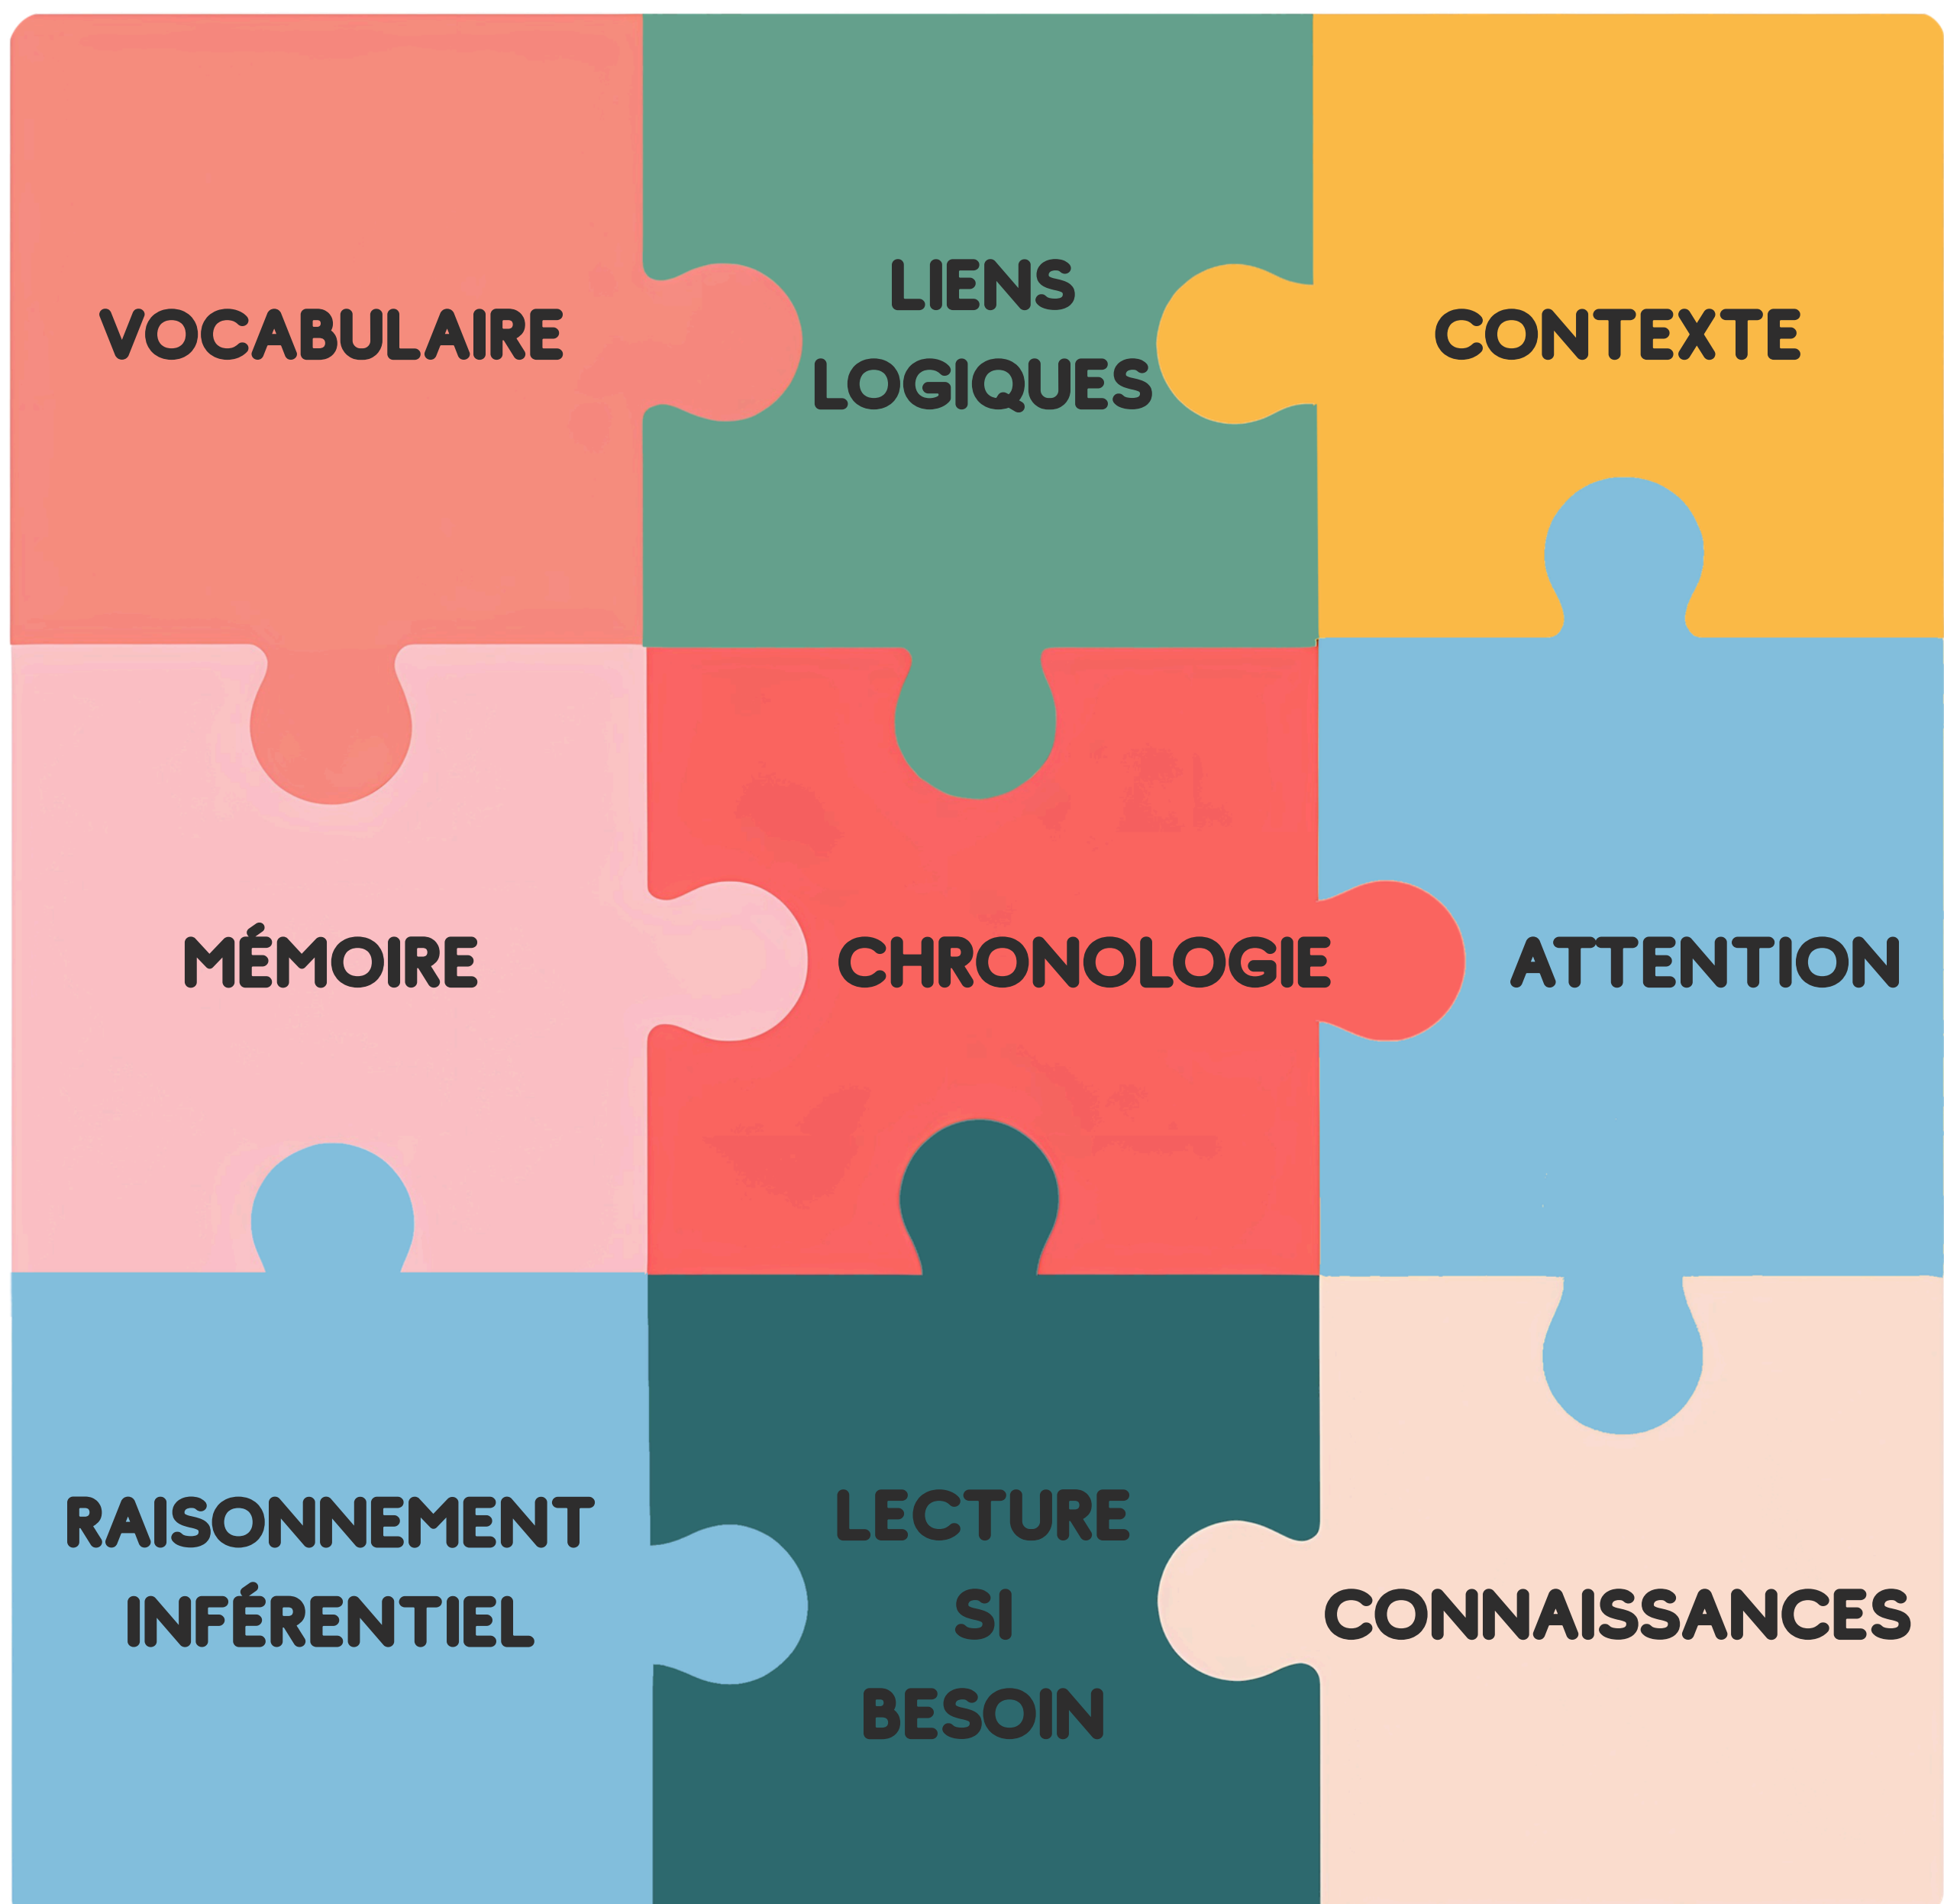 VOCABULAIRE
LIENS
LOGIQUES
CONTEXTE
MÉMOIRE
CHRONOLOGIE
ATTENTION
RAISONNEMENT
INFÉRENTIEL
LECTURE
SI
BESOIN
CONNAISSANCES